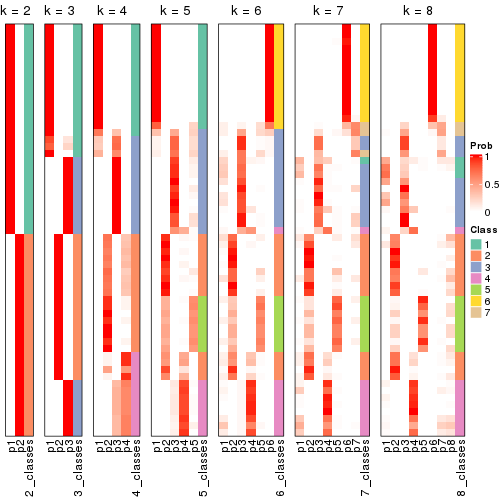 k = 2
k = 3
k = 4
k = 5
k = 6
k = 7
k = 8
Prob
1
0.5
0
Class
1
2
3
4
5
6
7
p1
p2
2_classes
p1
p2
p3
3_classes
p1
p2
p3
p4
4_classes
p1
p2
p3
p4
p5
5_classes
p1
p2
p3
p4
p5
p6
6_classes
p1
p2
p3
p4
p5
p6
p7
7_classes
p1
p2
p3
p4
p5
p6
p7
p8
8_classes